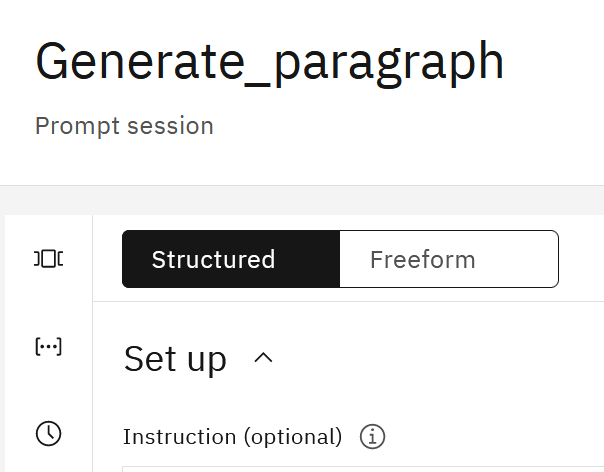 Generate_paragraph
Prompt session
Structured
Freeform
Set up
Instruction (optional)